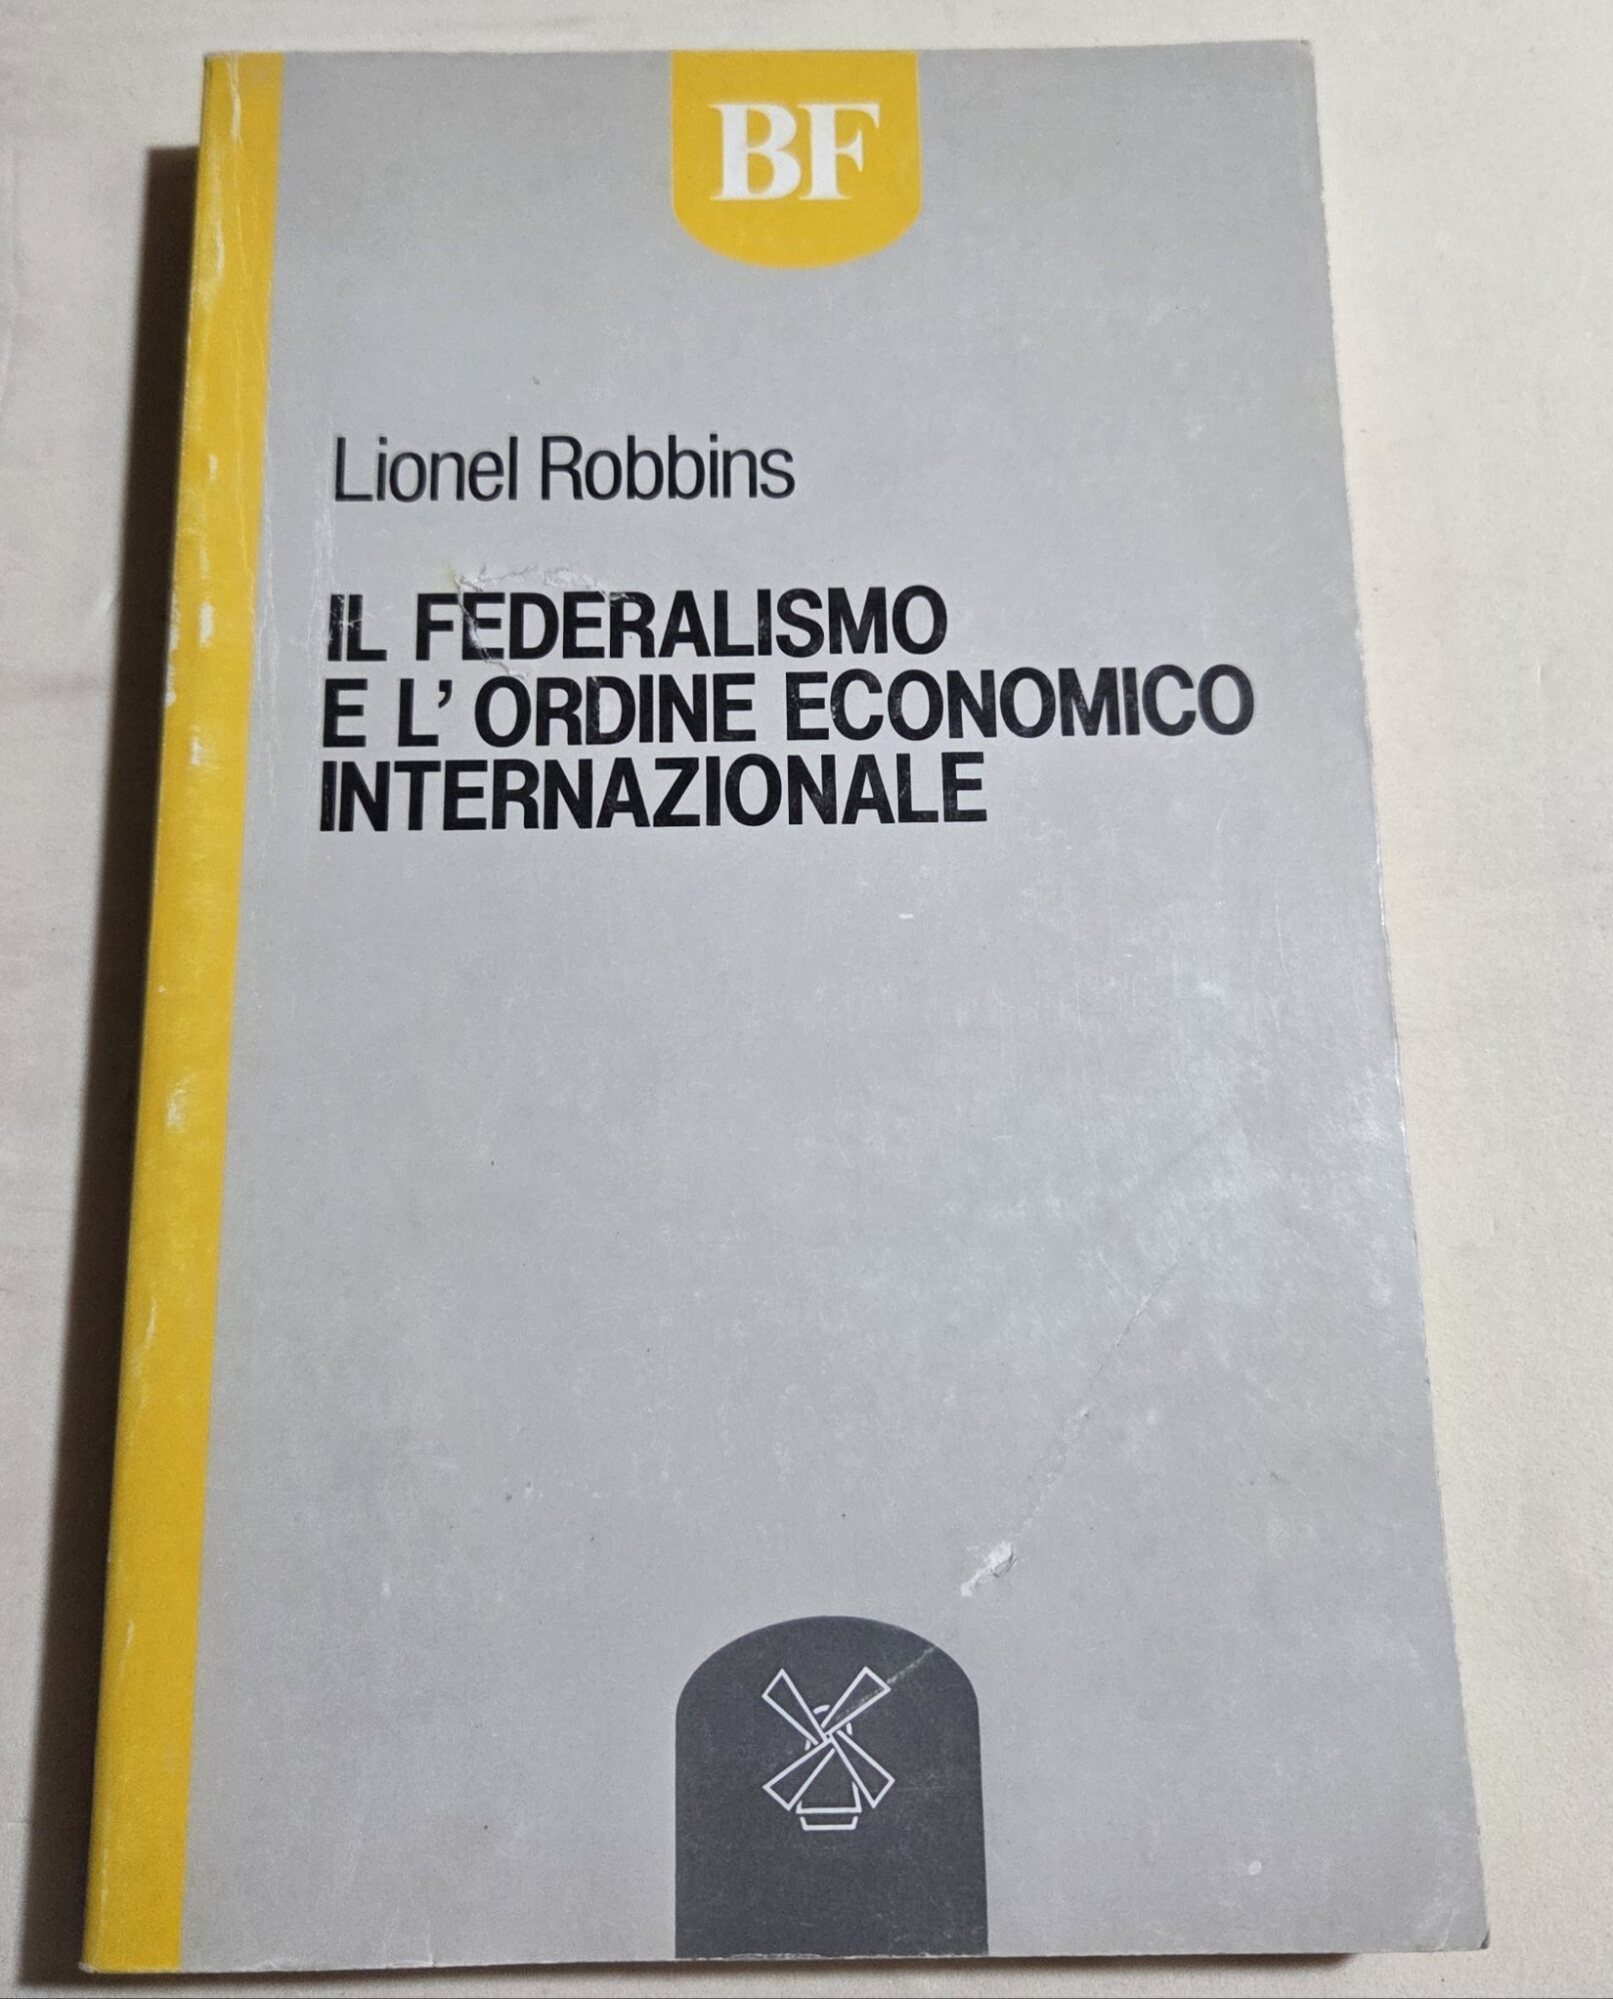 BF
Lionel Robbins
IL FEDERALISMO
E L' ORDINE ECONOMICO
INTERNAZIONALE